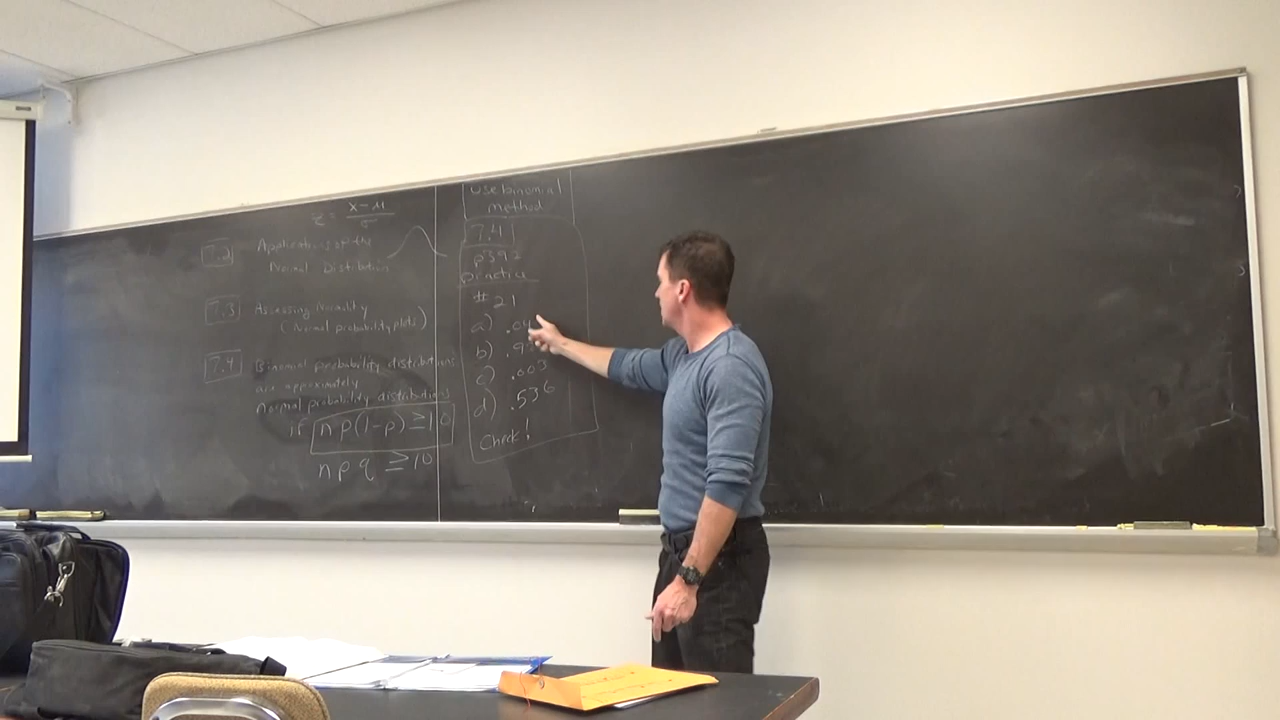 z = x-μ / σ
7.2 Applications of the
Normal Distribution
7.3 Assessing Normality
(Normal probability plots)
7.4 Binomial probability distributions
are approximately
Normal probability distributions
if np(1-p) ≥ 10
npq ≥ 10
Use binomial
method
7.4
p392
practice
#21
a) .04
b) .9
c) .003
d) .536
Check!